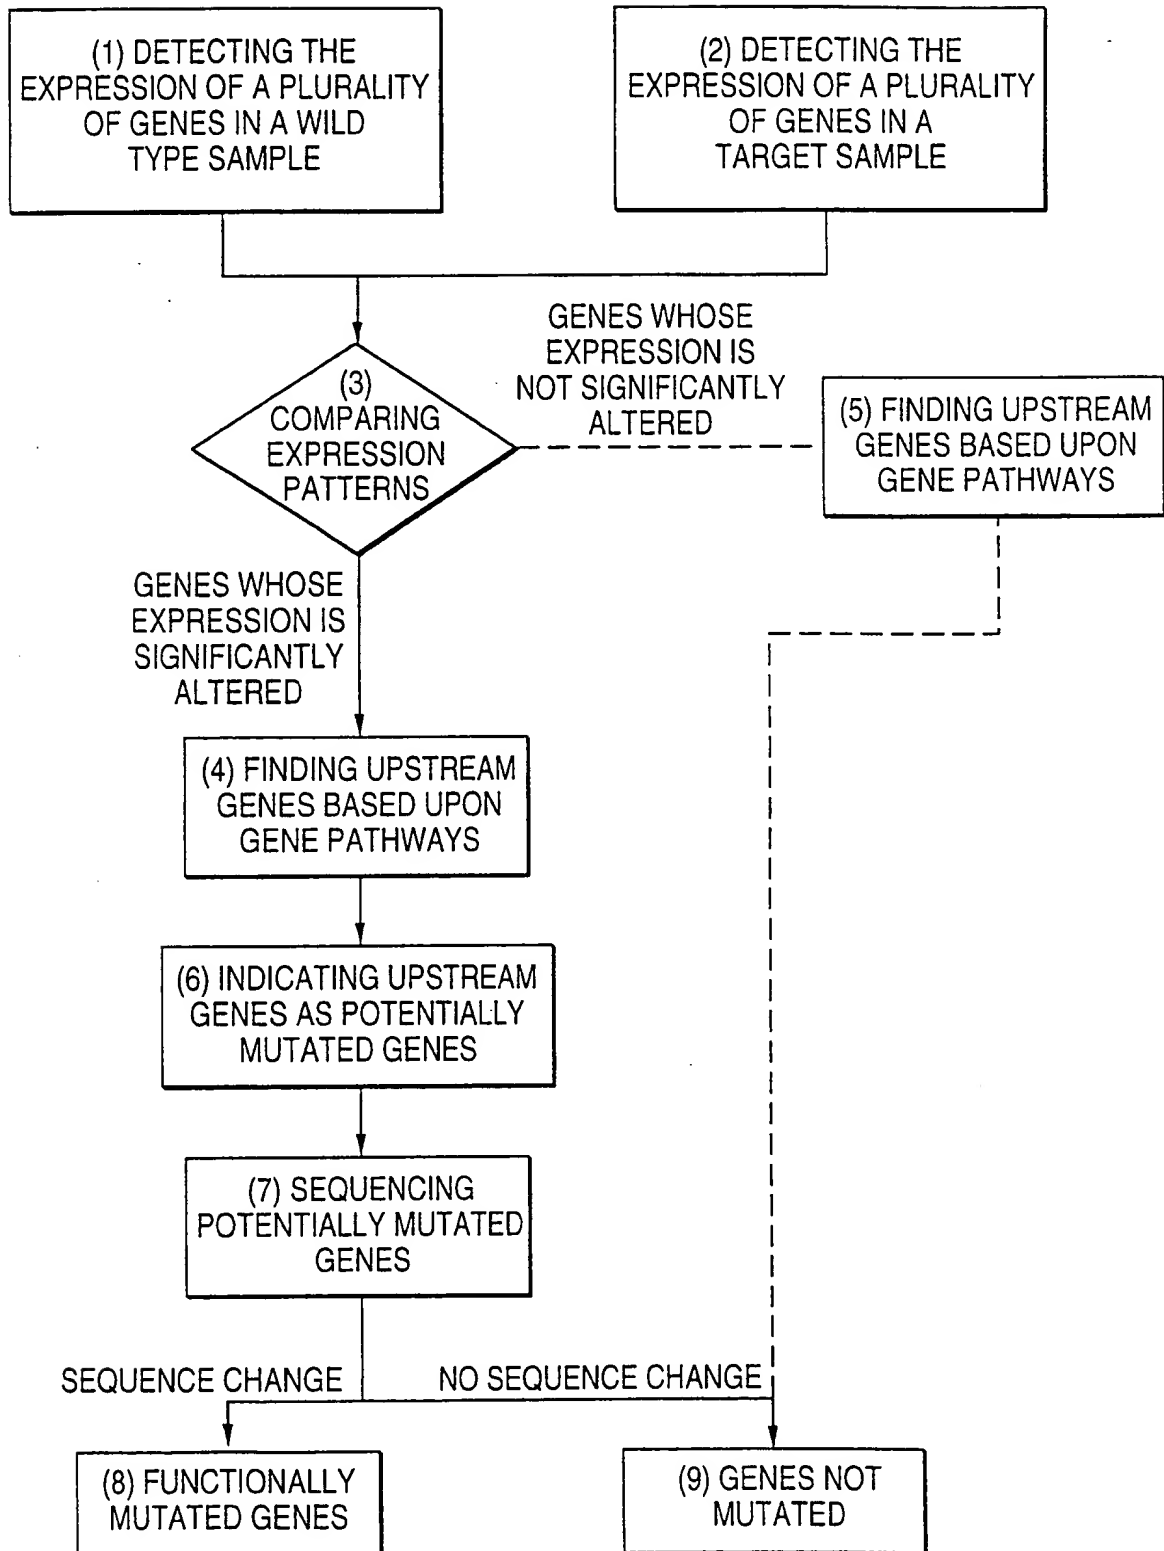 (1) DETECTING THE
EXPRESSION OF A PLURALITY
OF GENES IN A WILD
TYPE SAMPLE
(2) DETECTING THE
EXPRESSION OF A PLURALITY
OF GENES IN A
TARGET SAMPLE
(3)
COMPARING
EXPRESSION
PATTERNS
GENES WHOSE
EXPRESSION IS
NOT SIGNIFICANTLY
ALTERED
(5) FINDING UPSTREAM
GENES BASED UPON
GENE PATHWAYS
GENES WHOSE
EXPRESSION IS
SIGNIFICANTLY
ALTERED
(4) FINDING UPSTREAM
GENES BASED UPON
GENE PATHWAYS
(6) INDICATING UPSTREAM
GENES AS POTENTIALLY
MUTATED GENES
(7) SEQUENCING
POTENTIALLY MUTATED
GENES
SEQUENCE CHANGE
NO SEQUENCE CHANGE
(8) FUNCTIONALLY
MUTATED GENES
(9) GENES NOT
MUTATED